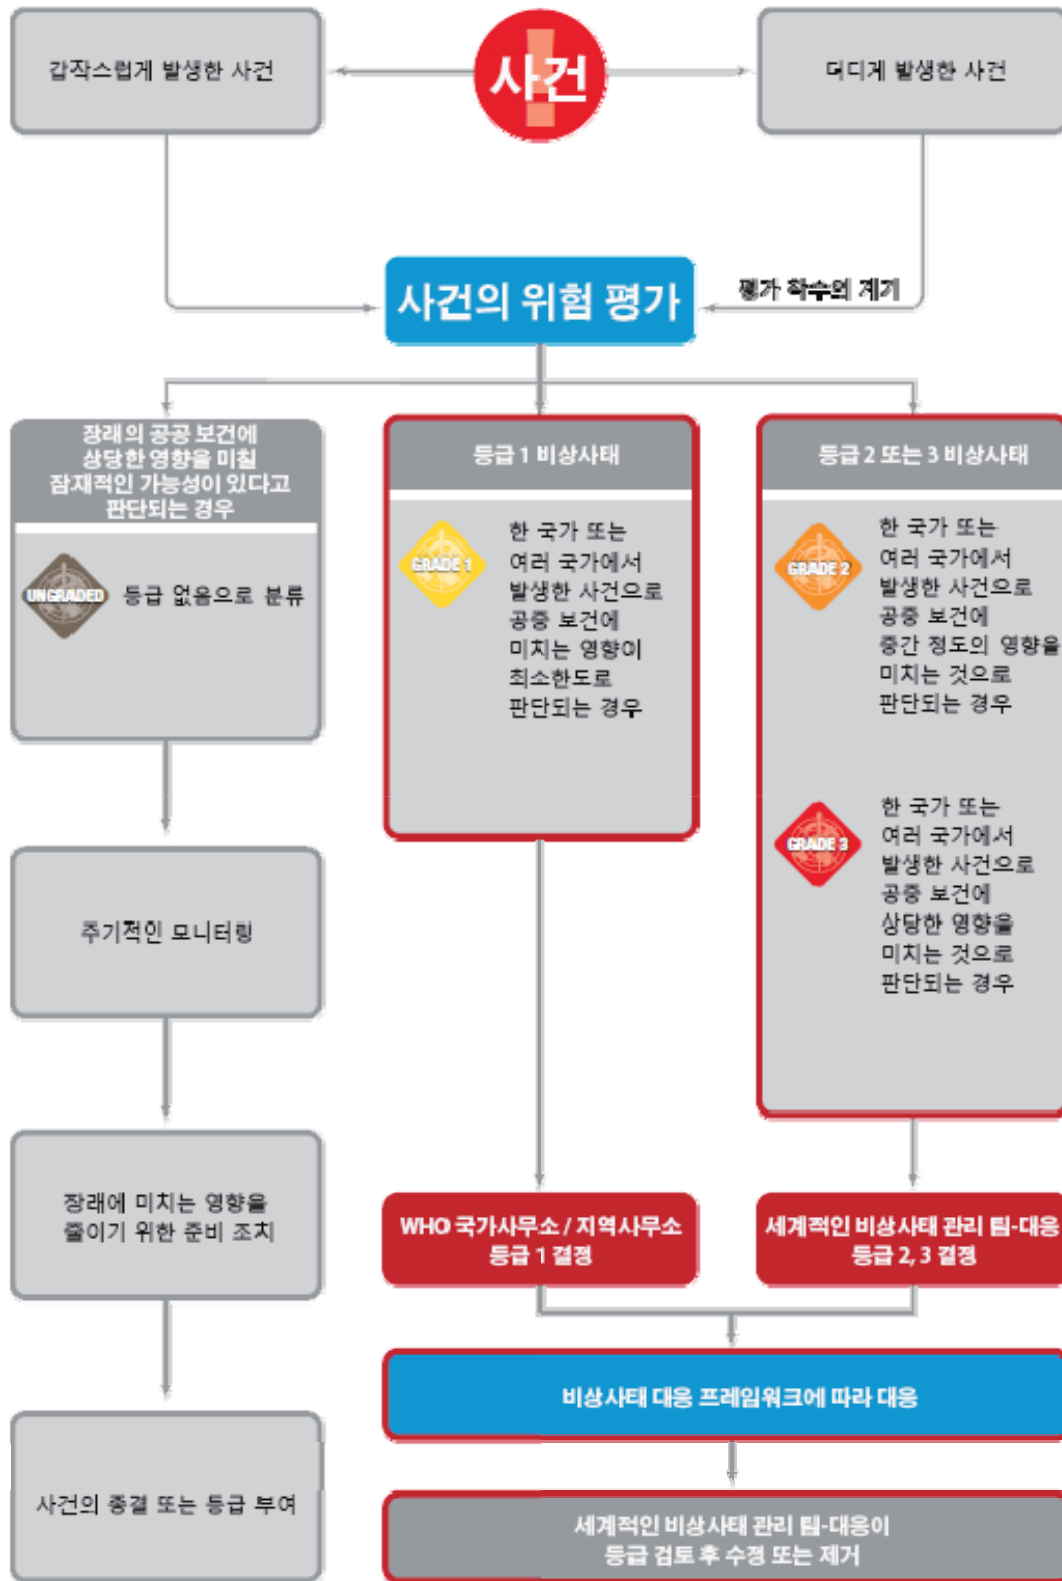 갑작스럽게 발생한 사건
사건
더디게 발생한 사건
사건의 위험 평가
평가 착수의 계기
장래의 공공 보건에
상당한 영향을 미칠
잠재적인 가능성이 있다고
판단되는 경우
UNGRADED
등급 없음으로 분류
등급 1 비상사태
GRADE 1
한 국가 또는
여러 국가에서
발생한 사건으로
공중 보건에
미치는 영향이
최소한도로
판단되는 경우
등급 2 또는 3 비상사태
GRADE 2
한 국가 또는
여러 국가에서
발생한 사건으로
공중 보건에
중간 정도의 영향을
미치는 것으로
판단되는 경우
GRADE 3
한 국가 또는
여러 국가에서
발생한 사건으로
공중 보건에
상당한 영향을
미치는 것으로
판단되는 경우
주기적인 모니터링
장래에 미치는 영향을
줄이기 위한 준비 조치
사건의 종결 또는 등급 부여
WHO 국가사무소 / 지역사무소
등급 1 결정
세계적인 비상사태 관리 팀-대응
등급 2, 3 결정
비상사태 대응 프레임워크에 따라 대응
세계적인 비상사태 관리 팀-대응이
등급 검토 후 수정 또는 제거